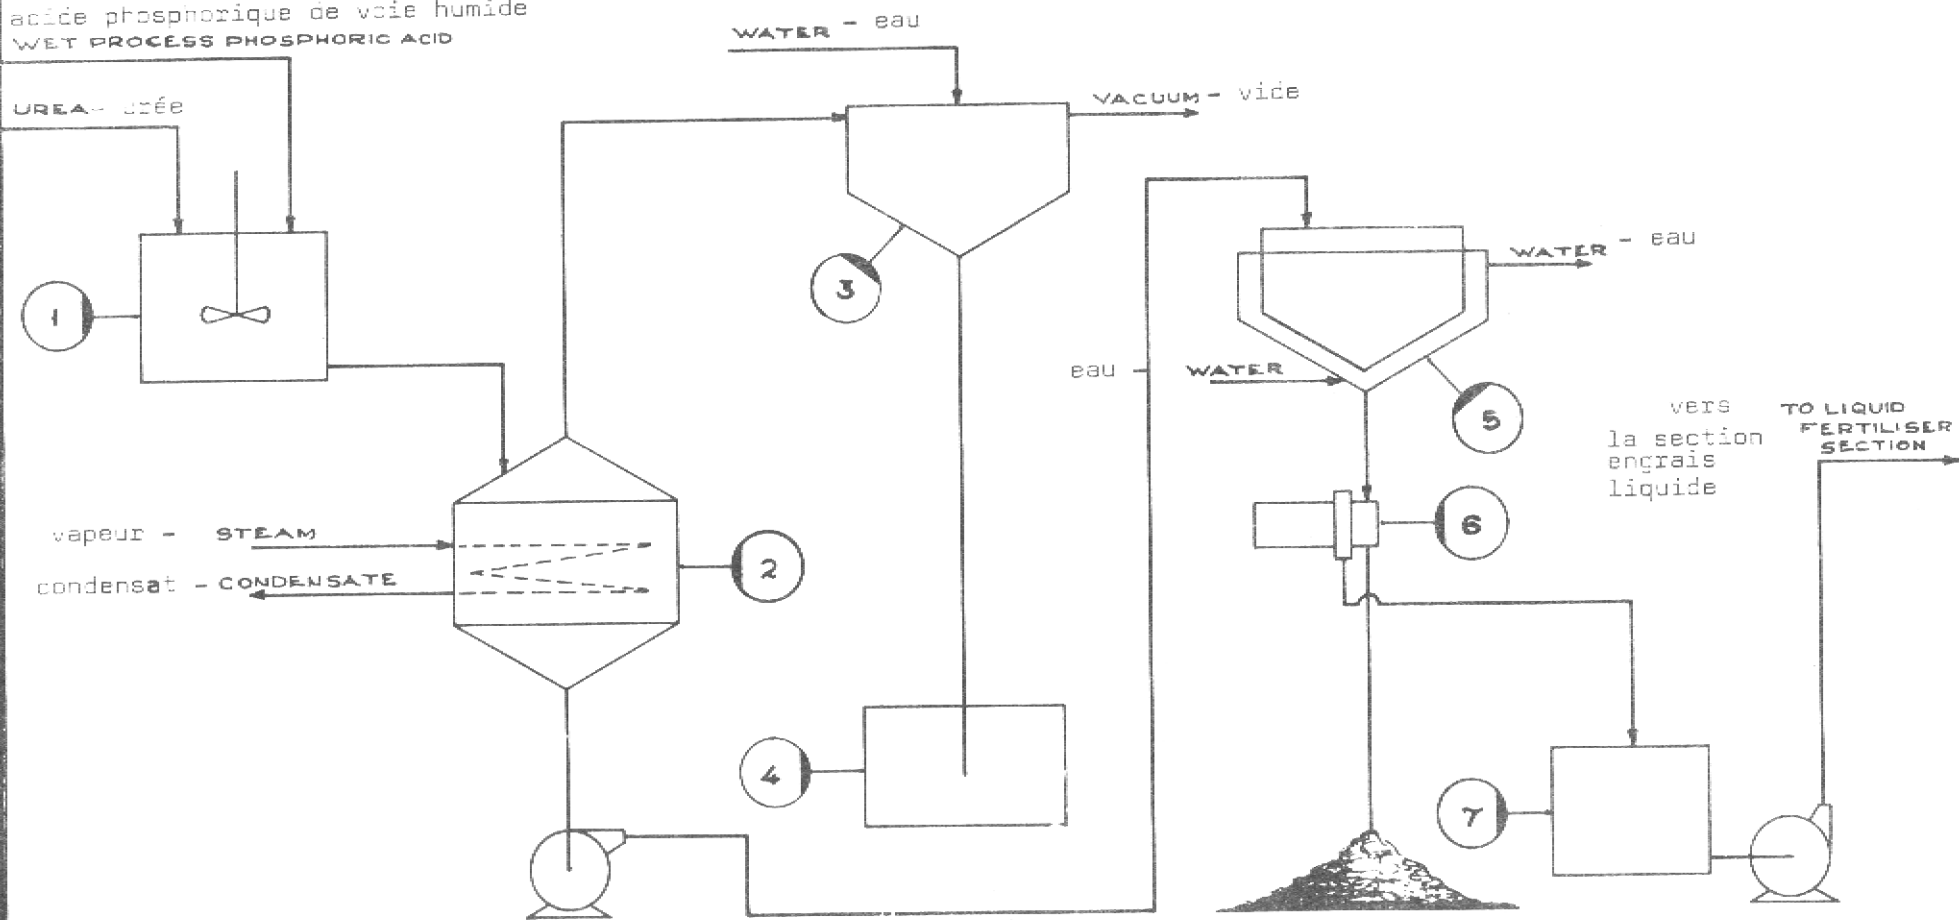 acide phosphorique de voie humide
WET PROCESS PHOSPHORIC ACID
UREA - urée
WATER - eau
VACUUM - vide
1
3
WATER - eau
eau - WATER
5
vers
la section
engrais
liquide
TO LIQUID
FERTILISER
SECTION
vapeur - STEAM
condensat - CONDENSATE
2
6
4
7